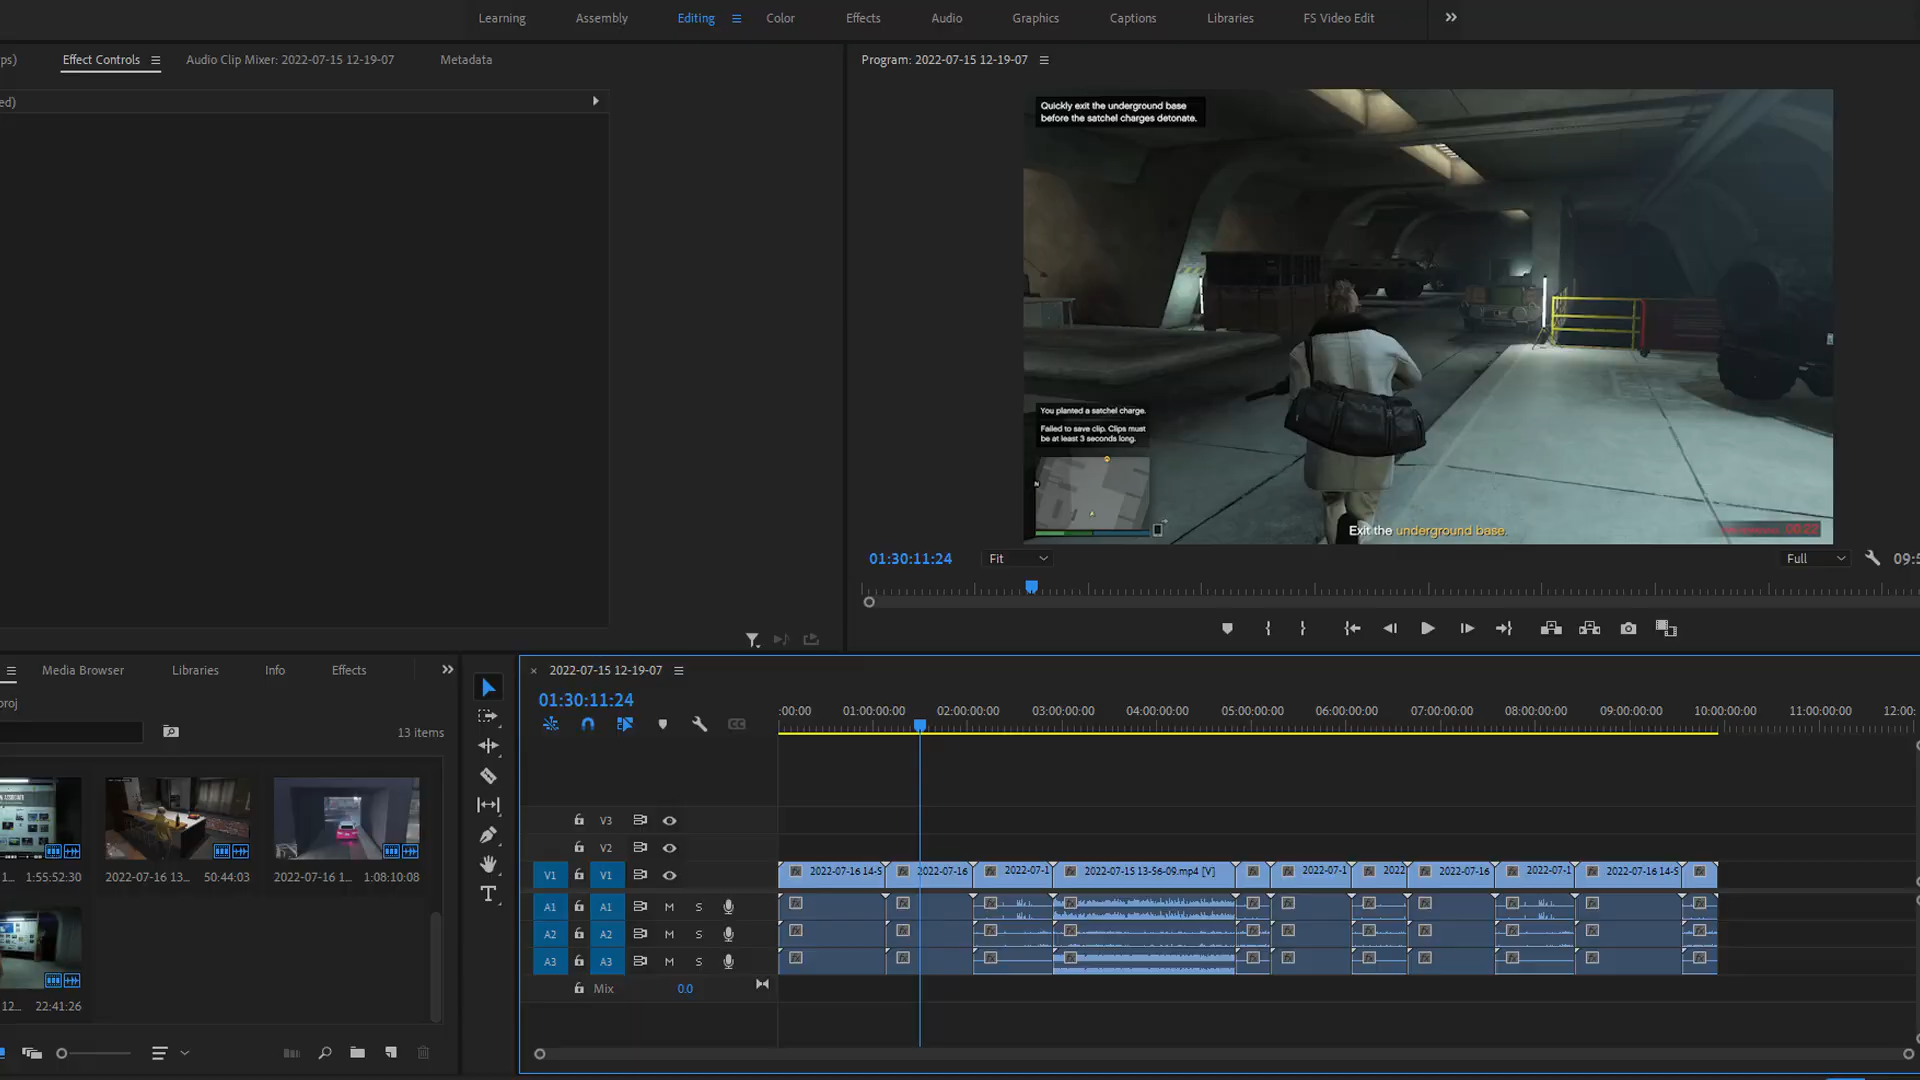 Learning
Assembly
Editing
Color
Effects
Audio
Graphics
Captions
Libraries
FS Video Edit
ps)
Effect Controls
Audio Clip Mixer: 2022-07-15 12-19-07
Metadata
Program: 2022-07-15 12-19-07
ed)
Quickly exit the underground base
before the satchel charges detonate.
You planted a satchel charge.
Failed to save clip. Clips must
be at least 3 seconds long.
N
Exit the underground base.
00:22
01:30:11:24
Fit
Full
09:5
Media Browser
Libraries
Info
Effects
roj
13 items
1...
1:55:52:30
2022-07-16 13...
50:44:03
2022-07-16 1...
1:08:10:08
12...
22:41:26
2022-07-15 12-19-07
01:30:11:24
:00:00
01:00:00:00
02:00:00:00
03:00:00:00
04:00:00:00
05:00:00:00
06:00:00:00
07:00:00:00
08:00:00:00
09:00:00:00
10:00:00:00
11:00:00:00
12:00:
V3
V2
V1
V1
2022-07-16 14-5
2022-07-16
2022-07-1
2022-07-15 13-56-09.mp4 [V]
2022-07-1
2022
2022-07-16
2022-07-1
2022-07-16 14-5
A1
A1
M
S
A2
A2
M
S
A3
A3
M
S
Mix
0.0